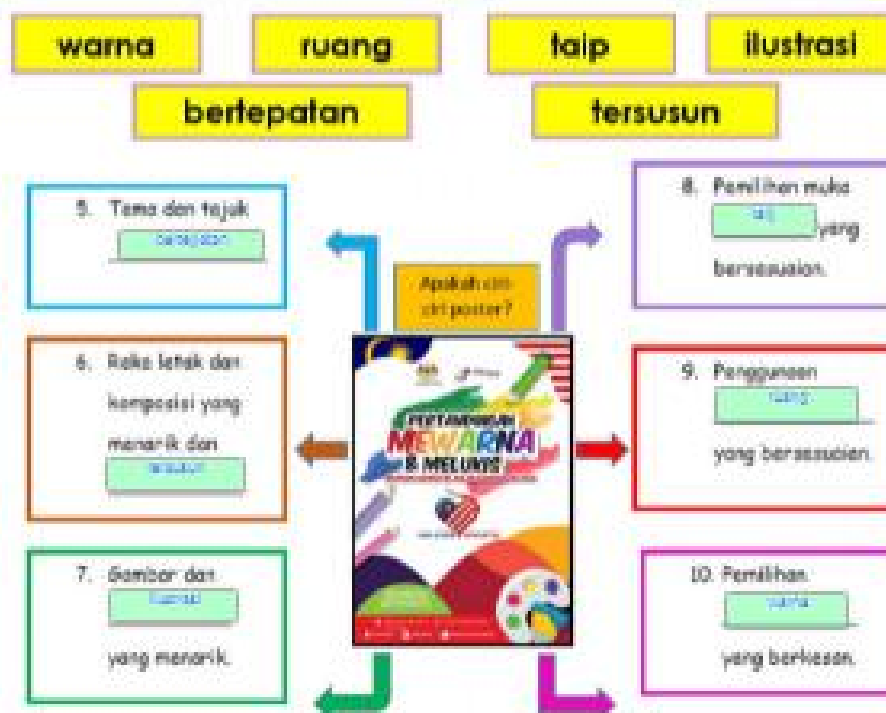 warna
ruang
taip
ilustrasi
bertepatan
tersusun
5. Tema dan tajuk
bertepatan
6. Reka letak dan
komposisi yang
menarik dan
tersusun
7. Gambar dan
ilustrasi
yang menarik.
Apakah ciri-
ciri poster?
PERTANDINGAN
MEWARNA
& MELUKIS
8. Pemilihan muka
taip
yang
bersesuaian.
9. Penggunaan
ruang
yang bersesuaian.
10. Pemilihan
warna
yang berkesan.